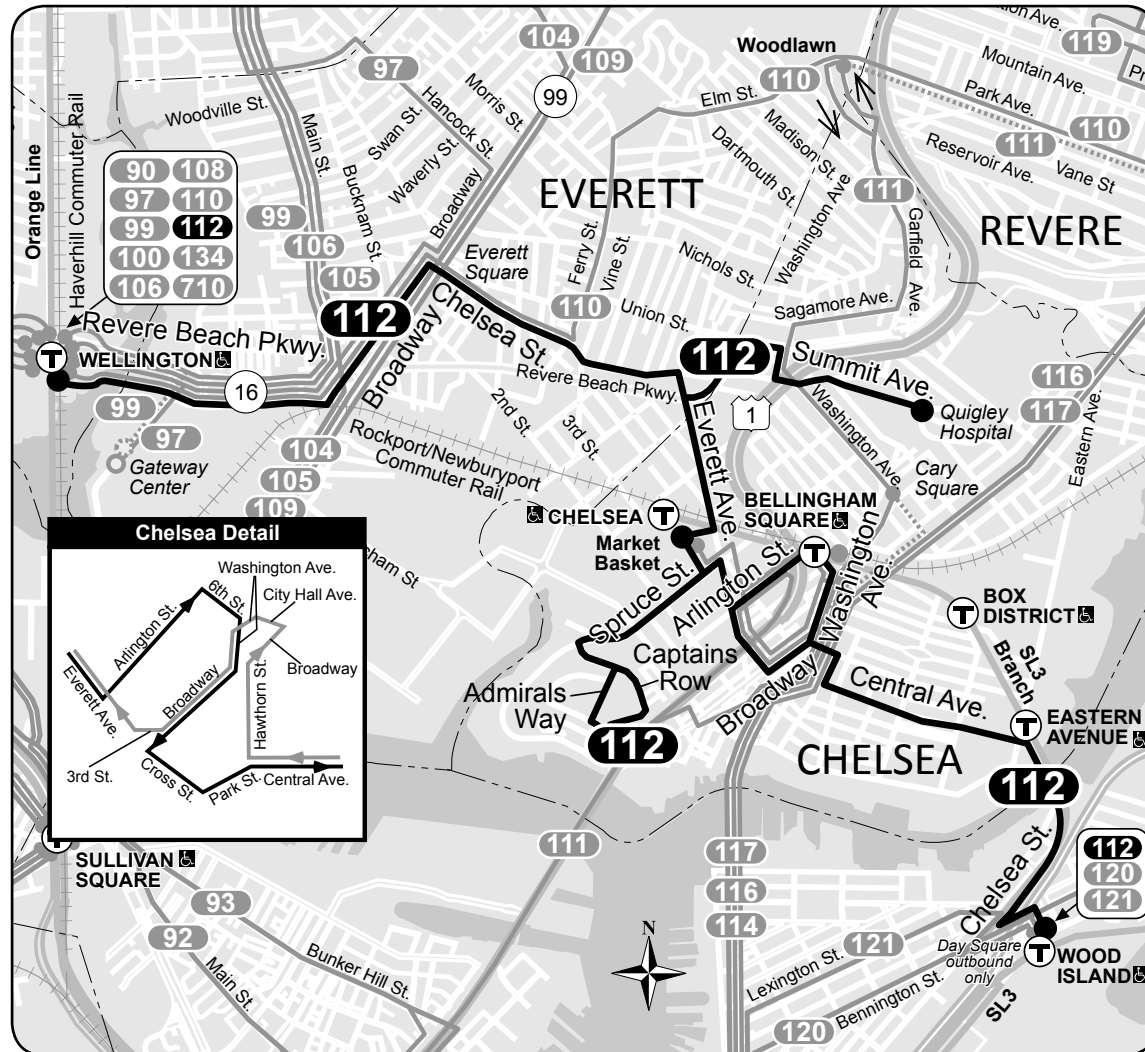 104
109
97
Woodlawn
119
110
Elm St.
Mountain Ave.
Park Ave.
110
111
Vane St
Reservoir Ave.
Morris St.
99
Hancock St.
Swan St.
Waverly St.
Woodville St.
Main St.
Bucknam St.
Broadway
Madison St.
Dartmouth St.
Washington Ave
111
Garfield Ave.
EVERETT
REVERE
Orange Line
Haverhill Commuter Rail
90 108
97 110
99 112
100 134
106 710
99
106
105
Everett
Square
Ferry St.
Vine St.
110
Nichols St.
Union St.
Sagamore Ave.
Revere Beach Pkwy.
T WELLINGTON
16
112
Broadway
Chelsea St.
112
Summit Ave.
Revere Beach Pkwy.
1
Quigley
Hospital
116
117
Eastern Ave.
99
97
Gateway
Center
104
105
109
2nd St.
3rd St.
Rockport/Newburyport
Commuter Rail
Everett Ave.
Washington Ave
Cary
Square
CHELSEA T
Market
Basket
BELLINGHAM
SQUARE
T
Spruce St.
Arlington St.
Washington
Ave.
T BOX
DISTRICT
SL3
Branch
Captains
Row
Admirals
Way
112
Broadway
Central Ave.
T EASTERN
AVENUE
CHELSEA
112
Chelsea Detail
Washington Ave.
6th St.
City Hall Ave.
Arlington St.
Broadway
Everett Ave.
Broadway
Hawthorn St.
3rd St.
Cross St.
Park St.
Central Ave.
T
SULLIVAN
SQUARE
93
92
Main St.
Bunker Hill St.
111
117
116
114
N
Chelsea St.
112
120
121
Lexington St.
121
Day Square
outbound
only
T WOOD
ISLAND
120
Bennington St.
SL3